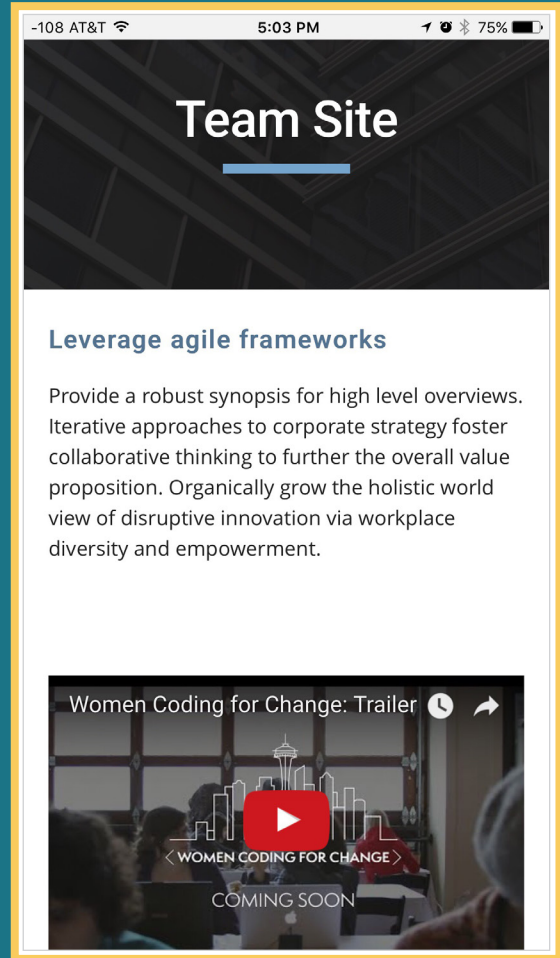 -108 AT&T 5:03 PM 75%
Team Site
Leverage agile frameworks
Provide a robust synopsis for high level overviews.
Iterative approaches to corporate strategy foster
collaborative thinking to further the overall value
proposition. Organically grow the holistic world
view of disruptive innovation via workplace
diversity and empowerment.
Women Coding for Change: Trailer
<WOMEN CODING FOR CHANGE>
COMING SOON